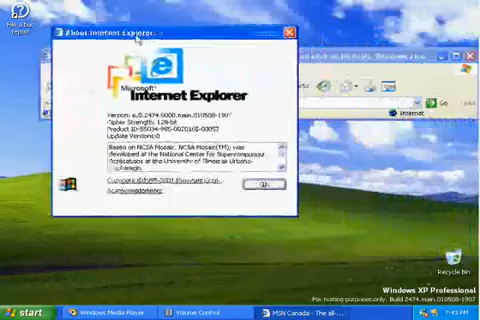 File a bug
report
About Internet Explorer
Microsoft
Internet Explorer
Version: 6.0.2474.0000.main.010508-1907
Cipher Strength: 128-bit
Update Versions:0
Based on NCSA Mosaic. NCSA Mosaic(TM); was
developed at the National Center for Supercomputing
Applications at the University of Illinois at Urbana-
Champaign.
OK
Go
Internet
Recycle Bin
Windows XP Professional
For testing purposes only. Build 2474.main.010508-1907
start
Windows Media Player
Volume Control
MSN Canada - The all-...
7:43 PM